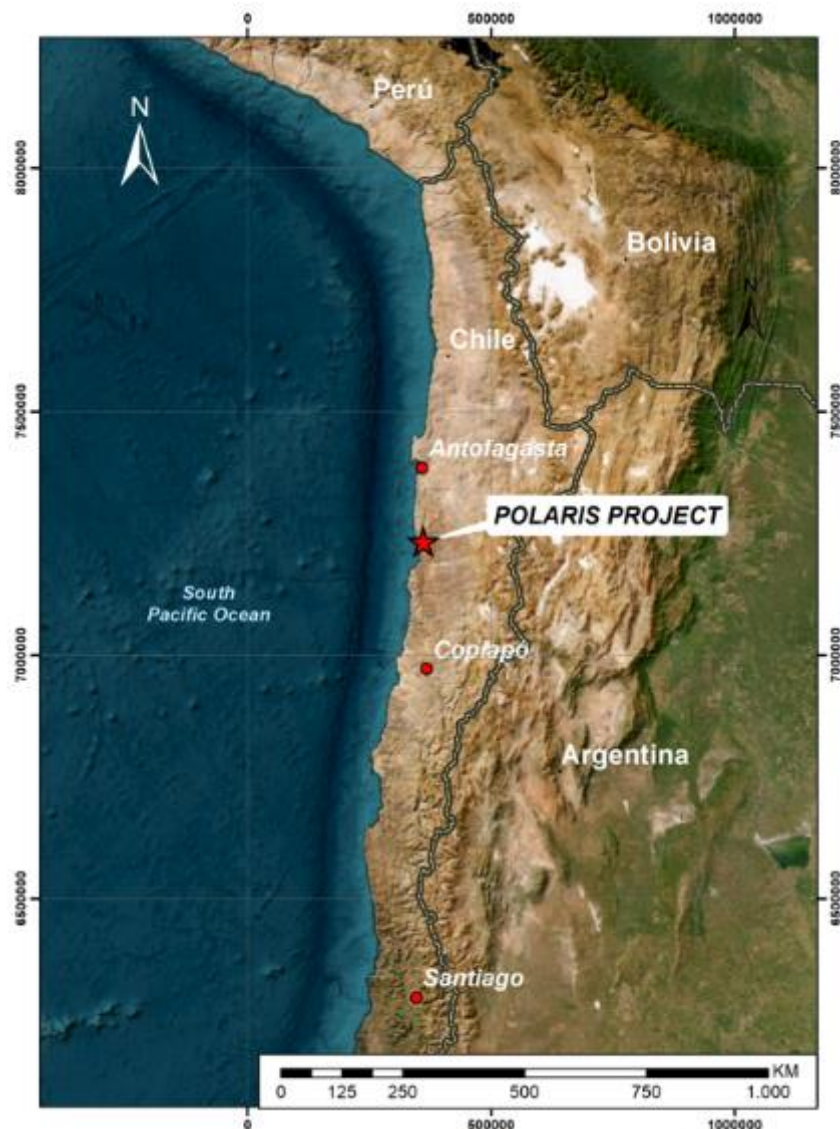 0 500000 1000000
Perú
N
8000000 8000000
Bolivia
N
Chile
7500000 7500000
Antofagasta
POLARIS PROJECT
South
Pacific Ocean
7000000 7000000
Copiapó
Argentina
6500000 6500000
Santiago
KM
0 125 250 500 750 1.000
0 500000 1000000